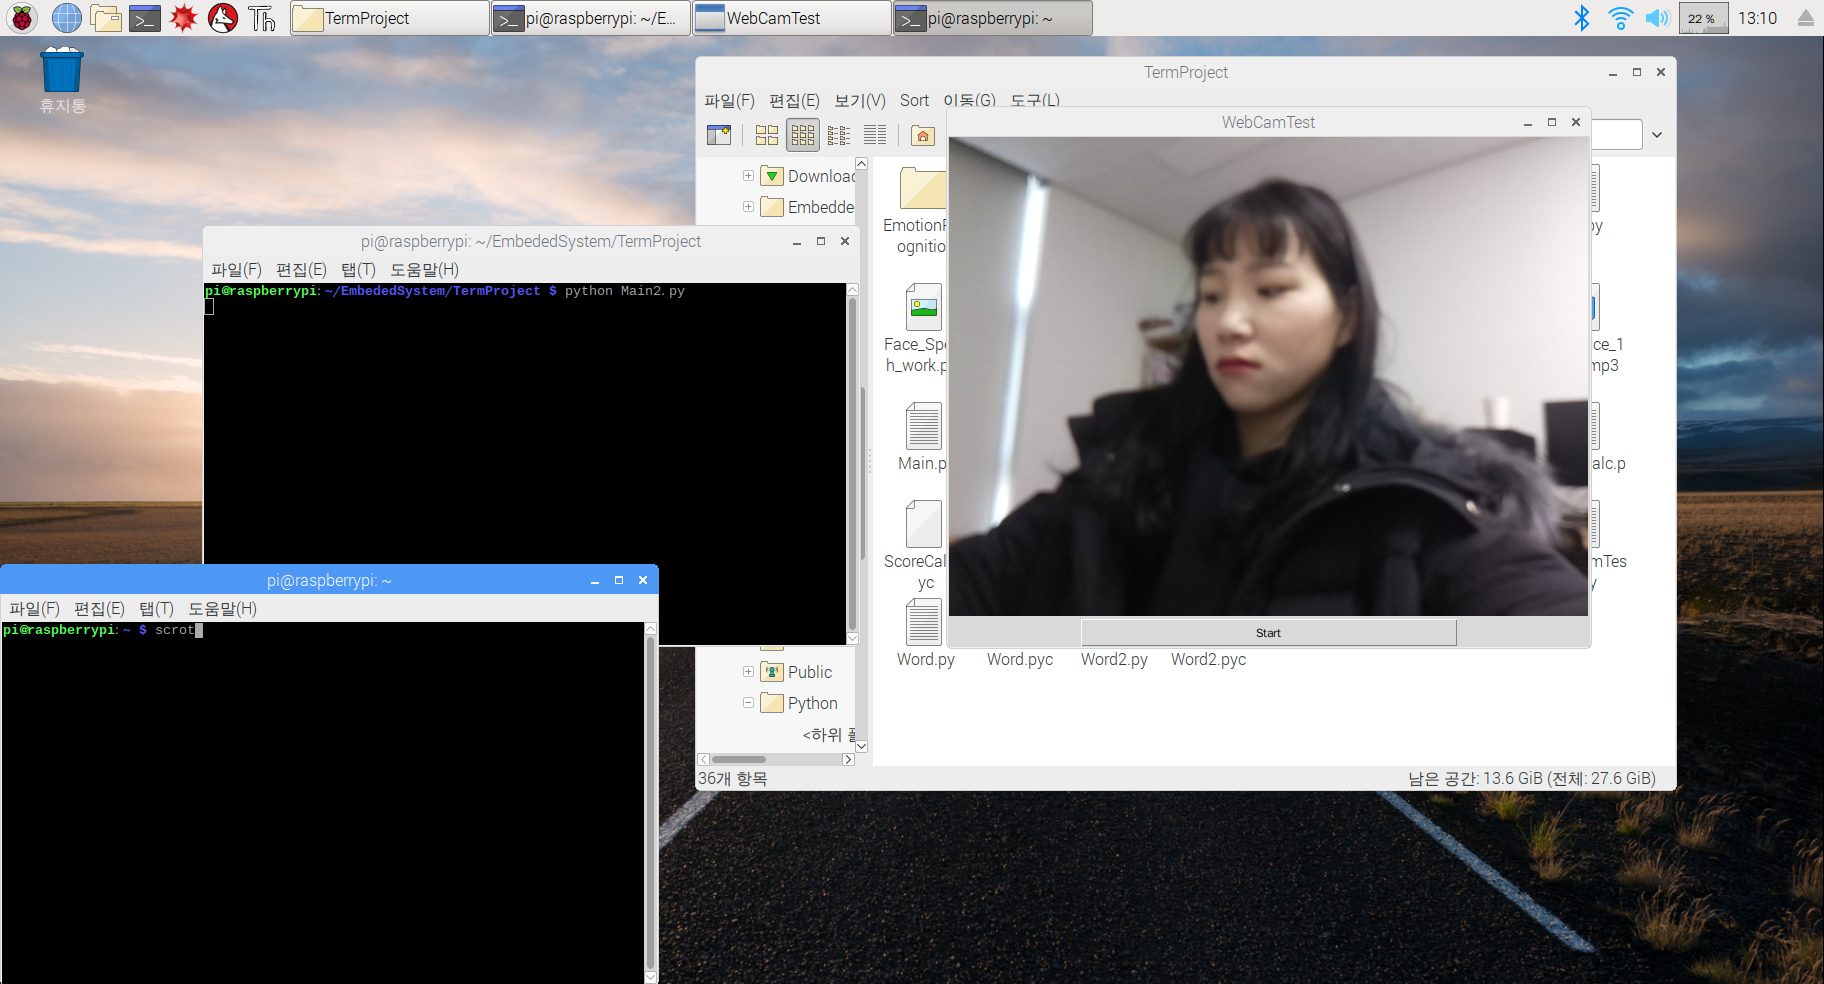 TermProject
pi@raspberrypi: ~/E...
WebCamTest
pi@raspberrypi: ~
22 %
13:10
휴지통
TermProject
파일(F) 편집(E) 보기(V) Sort 이동(G) 도구(L)
WebCamTest
Downloac
Embedde
EmotionR
ognitio
py
pi@raspberrypi: ~/EmbededSystem/TermProject
파일(F) 편집(E) 탭(T) 도움말(H)
pi@raspberrypi:~/EmbededSystem/TermProject $ python Main2.py
Face_Spe
h_work.p
ce_1
mp3
Main.p
alc.p
ScoreCal
yc
mTes
y
Start
Word.py Word.pyc Word2.py Word2.pyc
Public
Python
<하위 폴
36개 항목
남은 공간: 13.6 GiB (전체: 27.6 GiB)
pi@raspberrypi: ~
파일(F) 편집(E) 탭(T) 도움말(H)
pi@raspberrypi:~ $ scrot